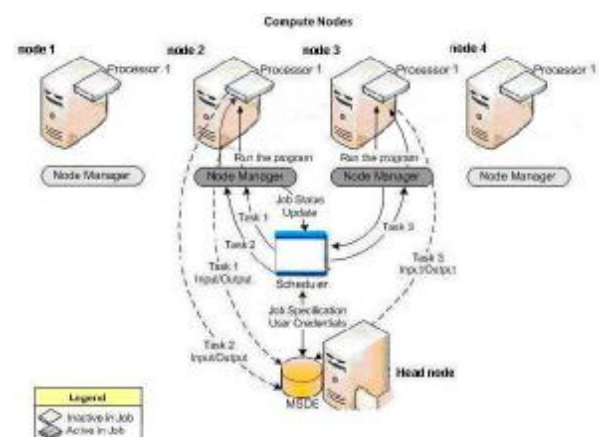 Compute Nodes
node 1
node 2
node 3
node 4
Processor 1
Processor 1
Processor 1
Processor 1
Run the program
Run the program
Node Manager
Node Manager
Node Manager
Node Manager
Job Status
Update
Task 1
Task 2
Task 3
Task 1
Input/Output
Task 3
Input/Output
Scheduler
Job Specification
User Credentials
Task 2
Input/Output
Head node
MSDE
Legend
Inactive in Job
Active in Job